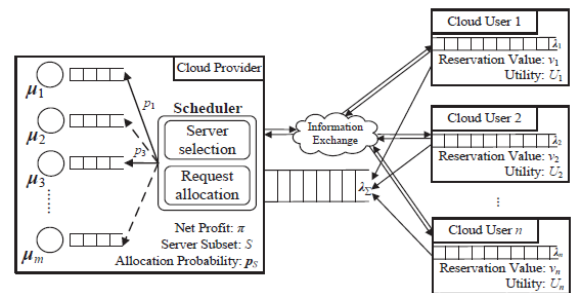 Cloud Provider
μ1
p1
Scheduler
μ2
Server
selection
p3
μ3
Request
allocation
μm
Net Profit: π
Server Subset: S
Allocation Probability: pS
Information
Exchange
λΣ
Cloud User 1
λ1
Reservation Value: v1
Utility: U1
Cloud User 2
λ2
Reservation Value: v2
Utility: U2
⋮
Cloud User n
λn
Reservation Value: vn
Utility: Un